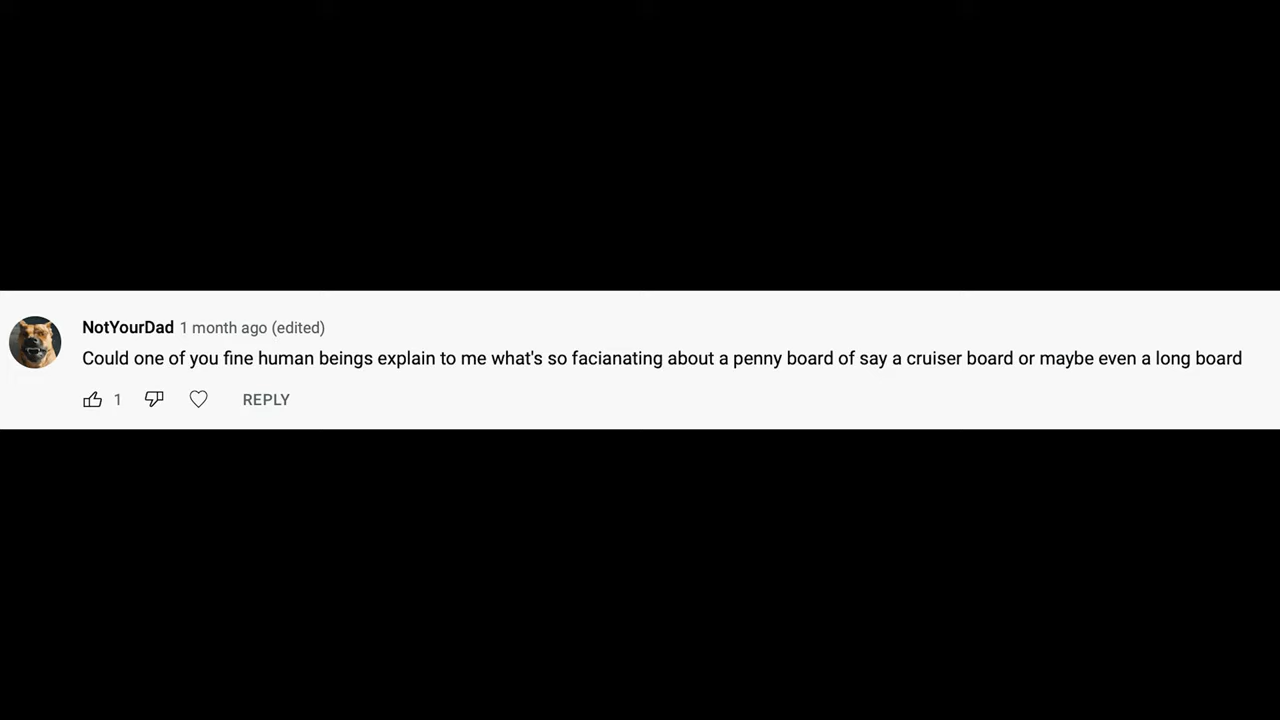 NotYourDad 1 month ago (edited)
Could one of you fine human beings explain to me what's so facianating about a penny board of say a cruiser board or maybe even a long board
1 REPLY